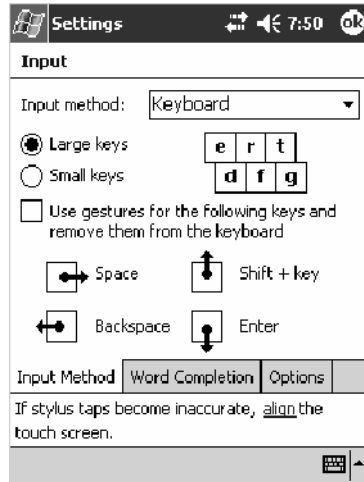 Settings 7:50 ok
Input
Input method: Keyboard
Large keys
e r t
Small keys
d f g
Use gestures for the following keys and
remove them from the keyboard
Space Shift + key
Backspace Enter
Input Method Word Completion Options
If stylus taps become inaccurate, align the
touch screen.